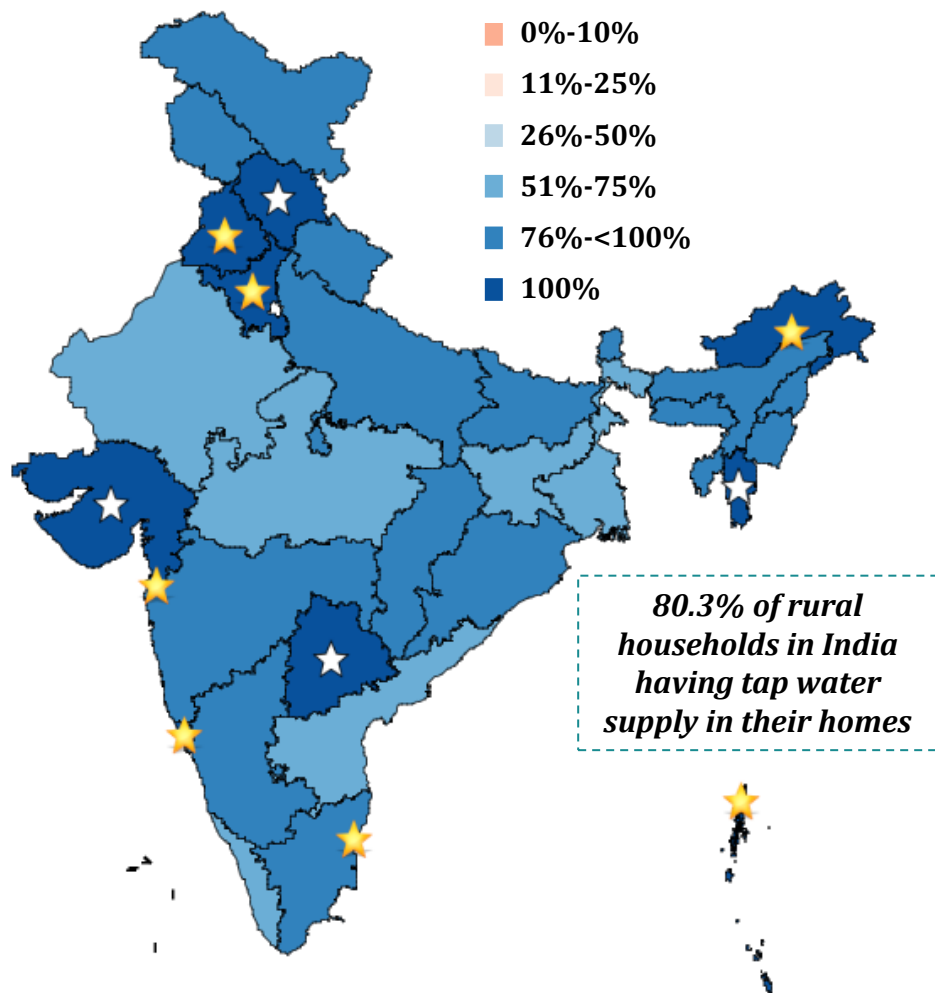 0%-10%
11%-25%
26%-50%
51%-75%
76%-<100%
100%
80.3% of rural
households in India
having tap water
supply in their homes